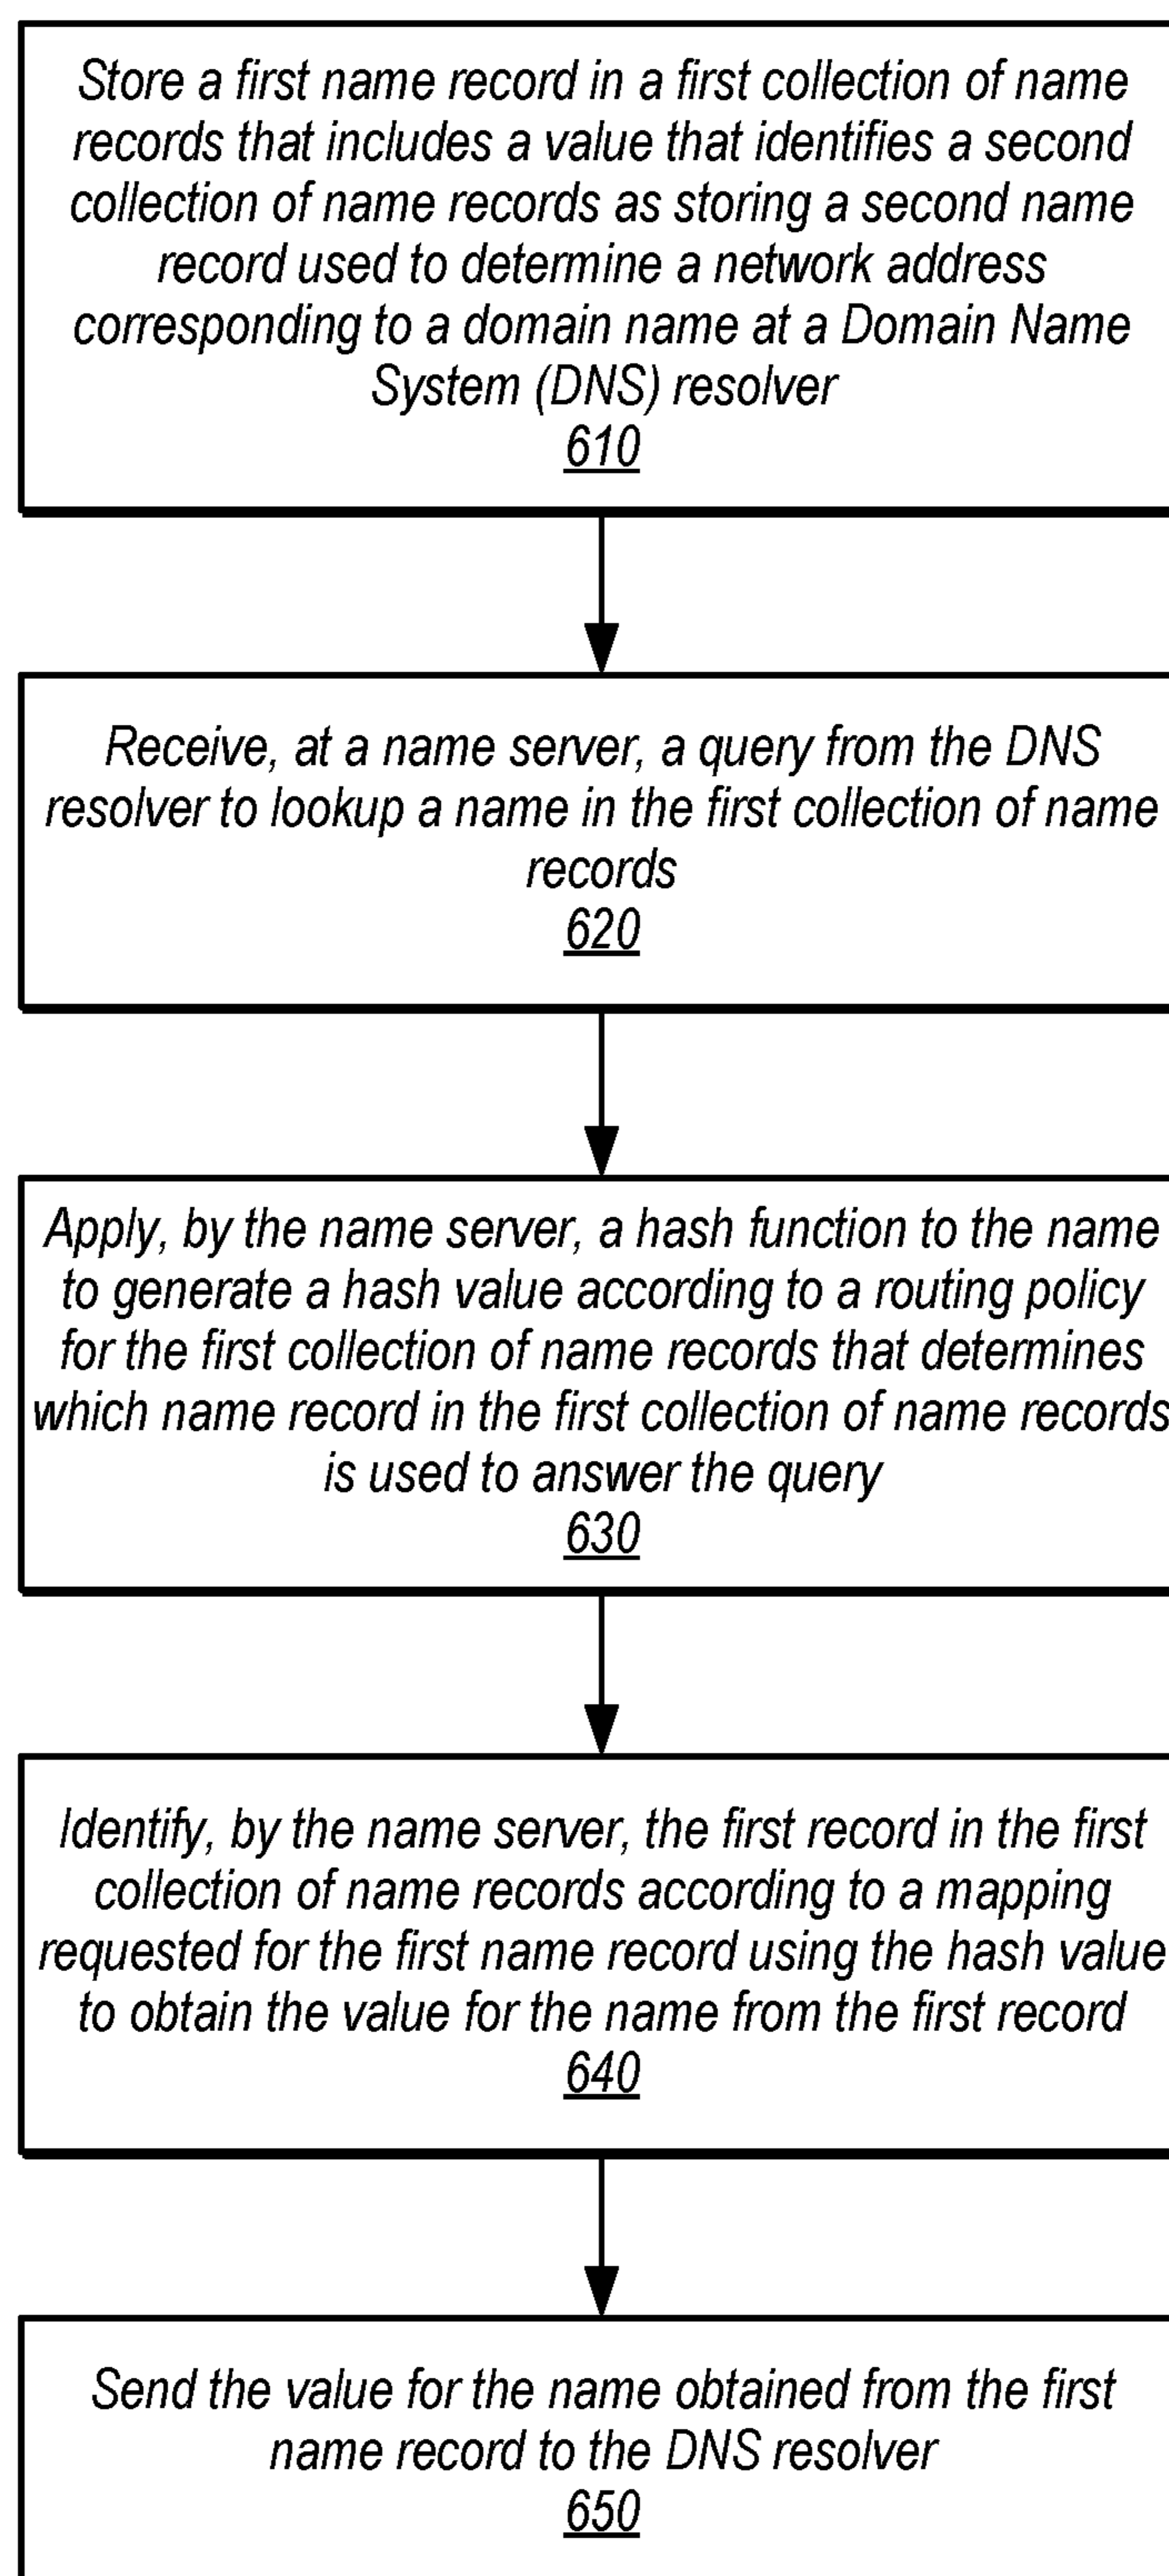 Store a first name record in a first collection of name
records that includes a value that identifies a second
collection of name records as storing a second name
record used to determine a network address
corresponding to a domain name at a Domain Name
System (DNS) resolver
610
Receive, at a name server, a query from the DNS
resolver to lookup a name in the first collection of name
records
620
Apply, by the name server, a hash function to the name
to generate a hash value according to a routing policy
for the first collection of name records that determines
which name record in the first collection of name records
is used to answer the query
630
Identify, by the name server, the first record in the first
collection of name records according to a mapping
requested for the first name record using the hash value
to obtain the value for the name from the first record
640
Send the value for the name obtained from the first
name record to the DNS resolver
650